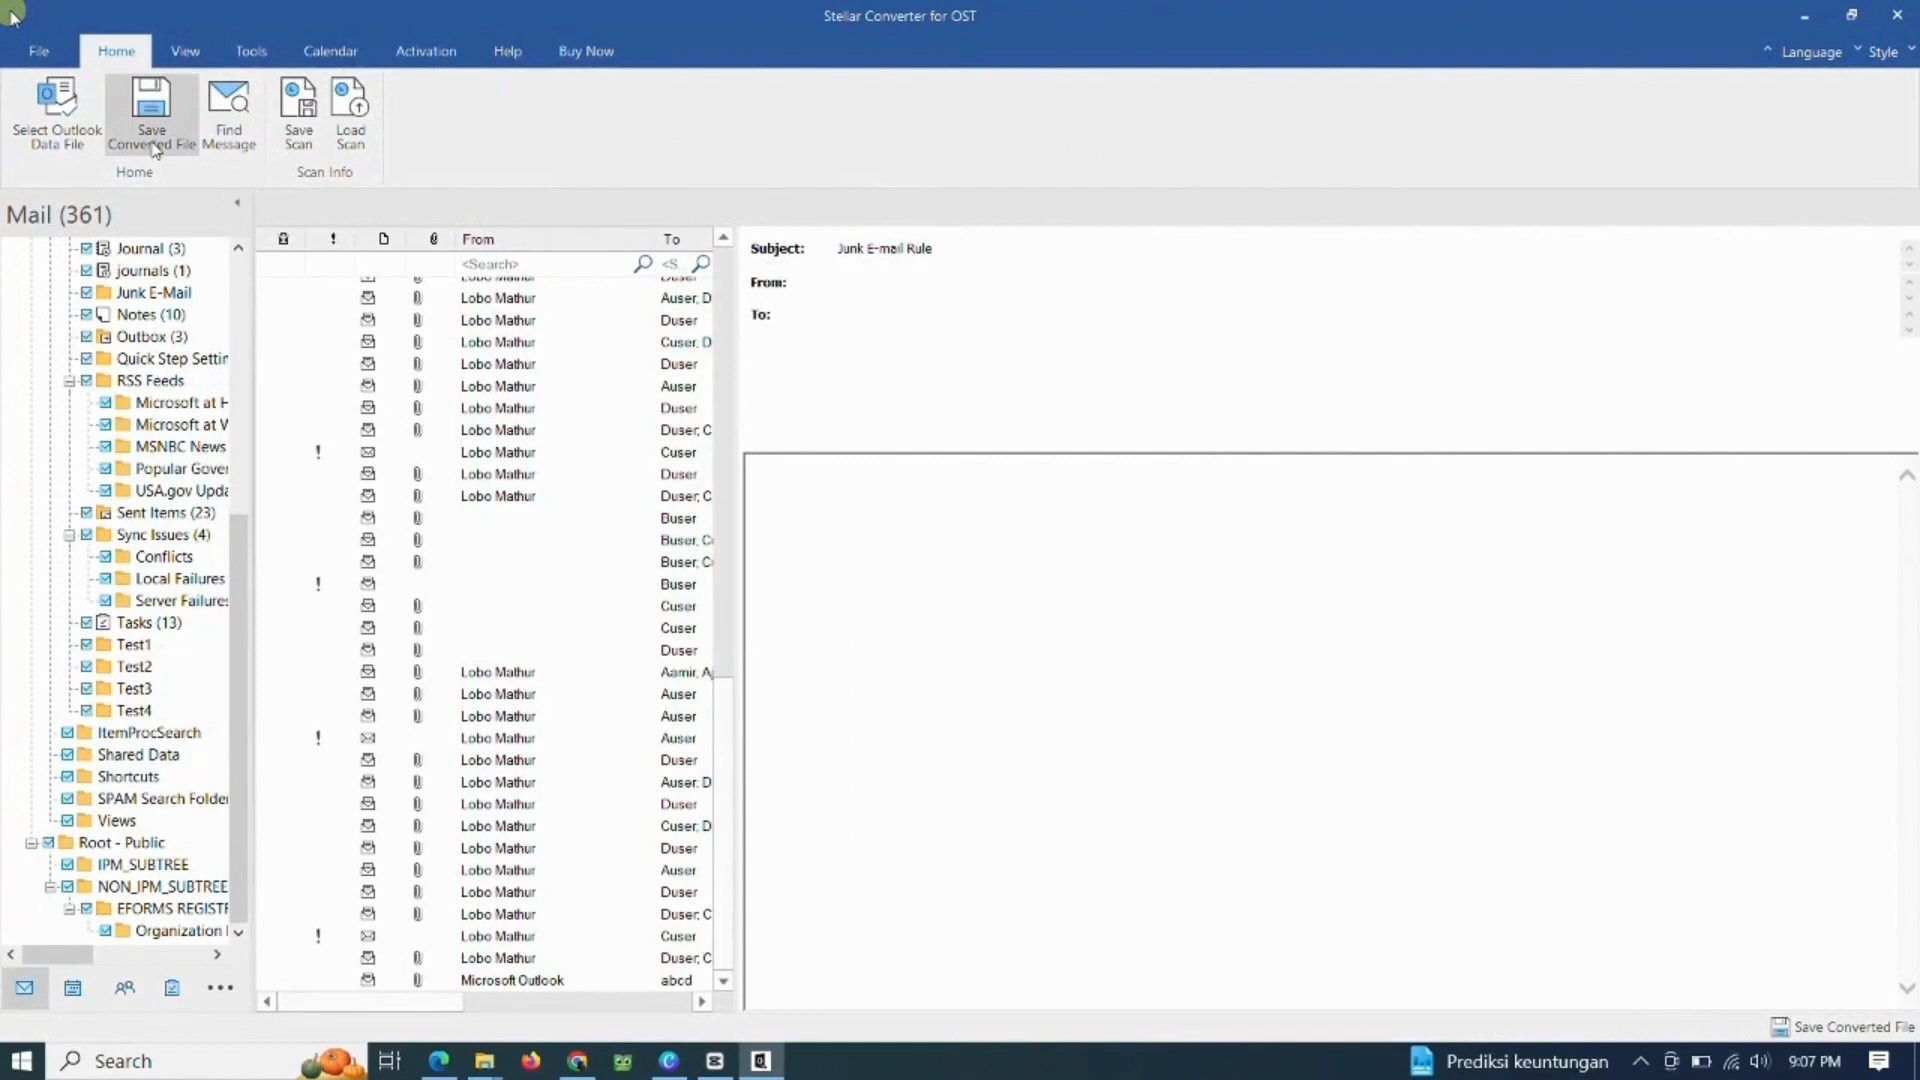 Stellar Converter for OST
File Home View Tools Calendar Activation Help Buy Now Language Style
Select Outlook Data File
Save Converted File
Find Message
Save Scan
Load Scan
Home
Scan Info
Mail (361)
Journal (3)
journals (1)
Junk E-Mail
Notes (10)
Outbox (3)
Quick Step Settin
RSS Feeds
Microsoft at H
Microsoft at W
MSNBC News
Popular Gover
USA.gov Upda
Sent Items (23)
Sync Issues (4)
Conflicts
Local Failures
Server Failures
Tasks (13)
Test1
Test2
Test3
Test4
ItemProcSearch
Shared Data
Shortcuts
SPAM Search Folder
Views
Root - Public
IPM_SUBTREE
NON_IPM_SUBTREE
EFORMS REGISTR
Organization
From To
<Search> <S
Lobo Mathur Duser
Lobo Mathur Auser, D
Lobo Mathur Duser
Lobo Mathur Cuser, D
Lobo Mathur Duser
Lobo Mathur Auser
Lobo Mathur Duser
Lobo Mathur Duser, C
Lobo Mathur Cuser
Lobo Mathur Duser
Lobo Mathur Duser, C
Buser
Buser, C
Buser, C
Buser
Cuser
Cuser
Duser
Lobo Mathur Aamir, A
Lobo Mathur Auser
Lobo Mathur Auser
Lobo Mathur Auser
Lobo Mathur Duser
Lobo Mathur Auser, D
Lobo Mathur Duser
Lobo Mathur Cuser, D
Lobo Mathur Duser
Lobo Mathur Auser
Lobo Mathur Duser
Lobo Mathur Duser, C
Lobo Mathur Cuser
Lobo Mathur Duser, C
Microsoft Outlook abcd
Subject: Junk E-mail Rule
From:
To:
Save Converted File
Search
Prediksi keuntungan
9:07 PM